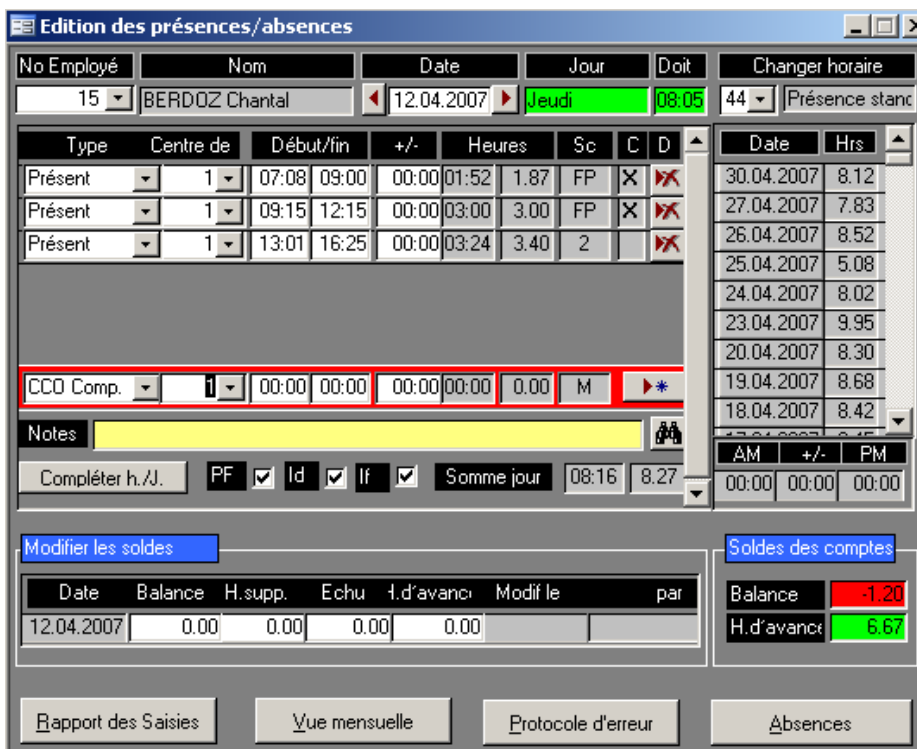 Edition des présences/absences
No Employé Nom Date Jour Doit Changer horaire
15 BERDOZ Chantal 12.04.2007 Jeudi 08:05 44 Présence stand
Type Centre de Début/fin +/- Heures Sc C D Date Hrs
Présent 1 07:08 09:00 00:00 01:52 1.87 FP X 30.04.2007 8.12
Présent 1 09:15 12:15 00:00 03:00 3.00 FP X 27.04.2007 7.83
Présent 1 13:01 16:25 00:00 03:24 3.40 2 26.04.2007 8.52
25.04.2007 5.08
24.04.2007 8.02
23.04.2007 9.95
20.04.2007 8.30
CCO Comp. 1 00:00 00:00 00:00 00:00 0.00 M 19.04.2007 8.68
18.04.2007 8.42
Notes
AM +/- PM
Compléter h./J. PF Id If Somme jour 08:16 8.27 00:00 00:00 00:00
Modifier les soldes Soldes des comptes
Date Balance H.supp. Echu H.d'avance Modif le par Balance -1.20
12.04.2007 0.00 0.00 0.00 0.00 H.d'avance 6.67
Rapport des Saisies Vue mensuelle Protocole d'erreur Absences